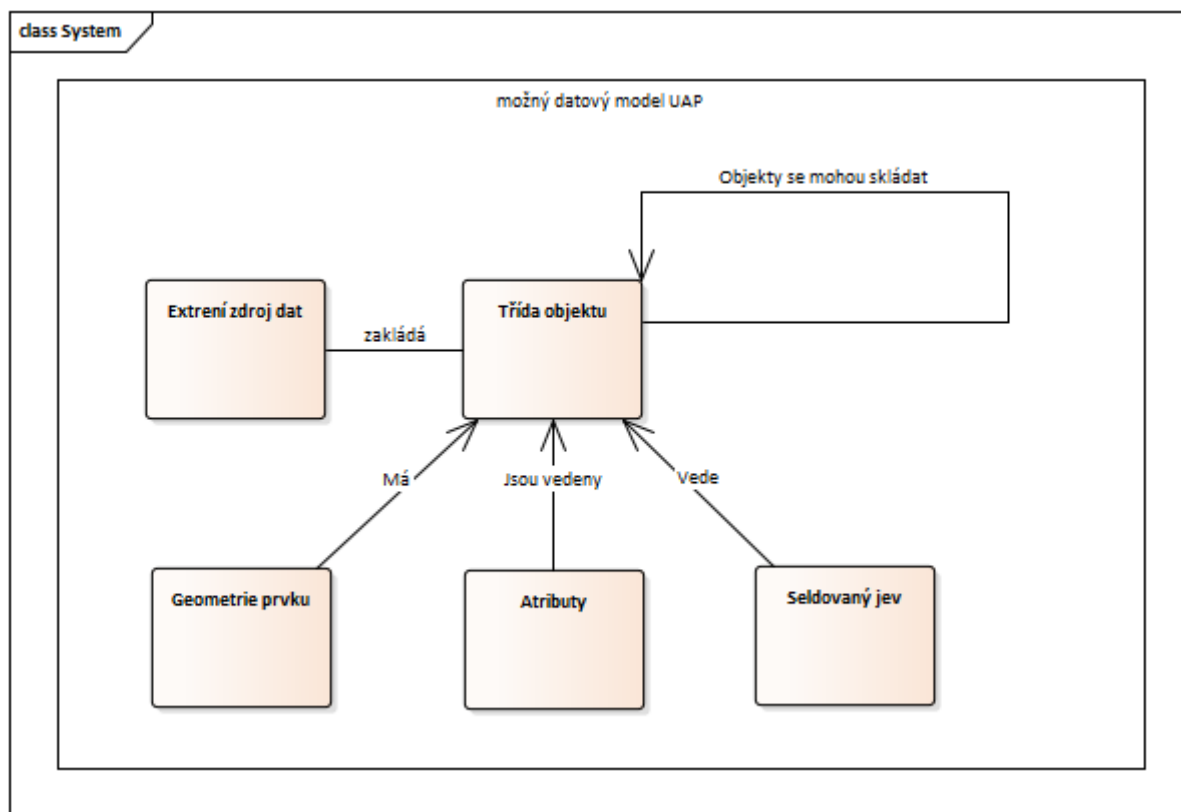 class System
možný datový model UAP
Objekty se mohou skládat
Extrení zdroj dat
zakládá
Třída objektu
Má
Jsou vedeny
Vede
Geometrie prvku
Atributy
Seldovaný jev